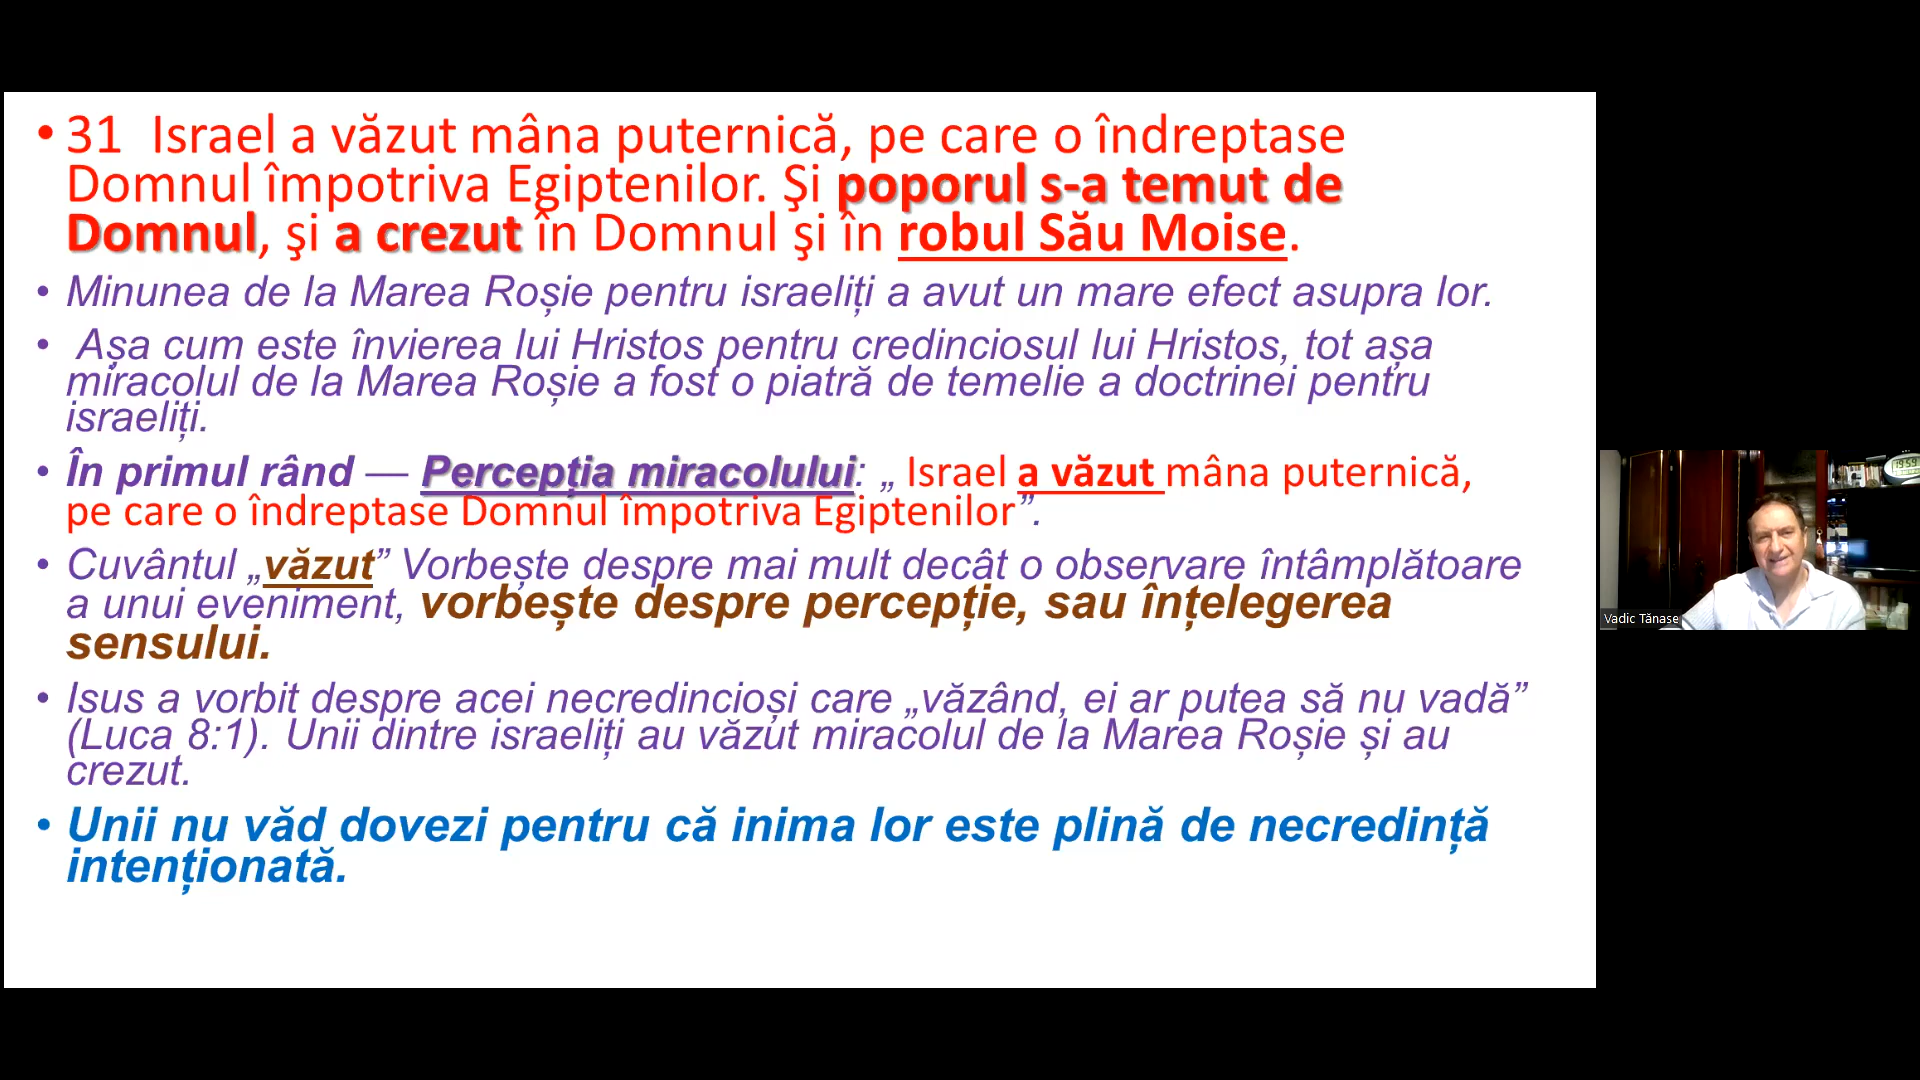 • 31 Israel a văzut mâna puternică, pe care o îndreptase
Domnul împotriva Egiptenilor. Şi poporul s-a temut de
Domnul, şi a crezut în Domnul şi în robul Său Moise.
• Minunea de la Marea Roșie pentru israeliți a avut un mare efect asupra lor.
• Așa cum este învierea lui Hristos pentru credinciosul lui Hristos, tot așa
miracolul de la Marea Roșie a fost o piatră de temelie a doctrinei pentru
israeliți.
• În primul rând — Percepția miracolului: „ Israel a văzut mâna puternică,
pe care o îndreptase Domnul împotriva Egiptenilor”.
• Cuvântul „văzut” Vorbește despre mai mult decât o observare întâmplătoare
a unui eveniment, vorbește despre percepție, sau înțelegerea
sensului.
• Isus a vorbit despre acei necredincioși care „văzând, ei ar putea să nu vadă”
(Luca 8:1). Unii dintre israeliți au văzut miracolul de la Marea Roșie și au
crezut.
• Unii nu văd dovezi pentru că inima lor este plină de necredință
intenționată.
19:59
Vadic Tănase